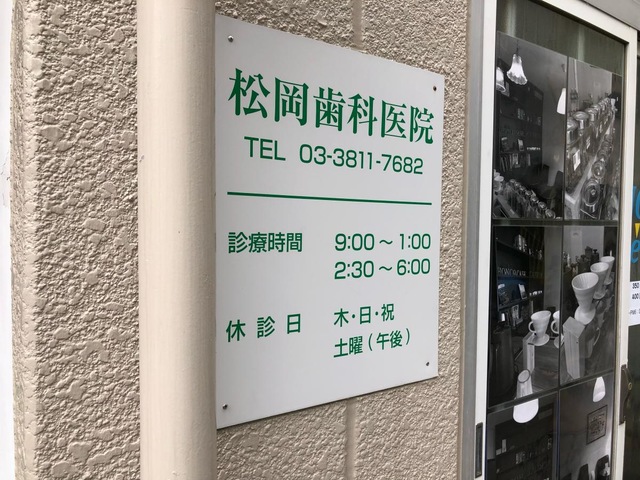 松岡歯科医院
TEL 03-3811-7682
診療時間 9:00～1:00
2:30～6:00
休診日 木・日・祝
土曜(午後)